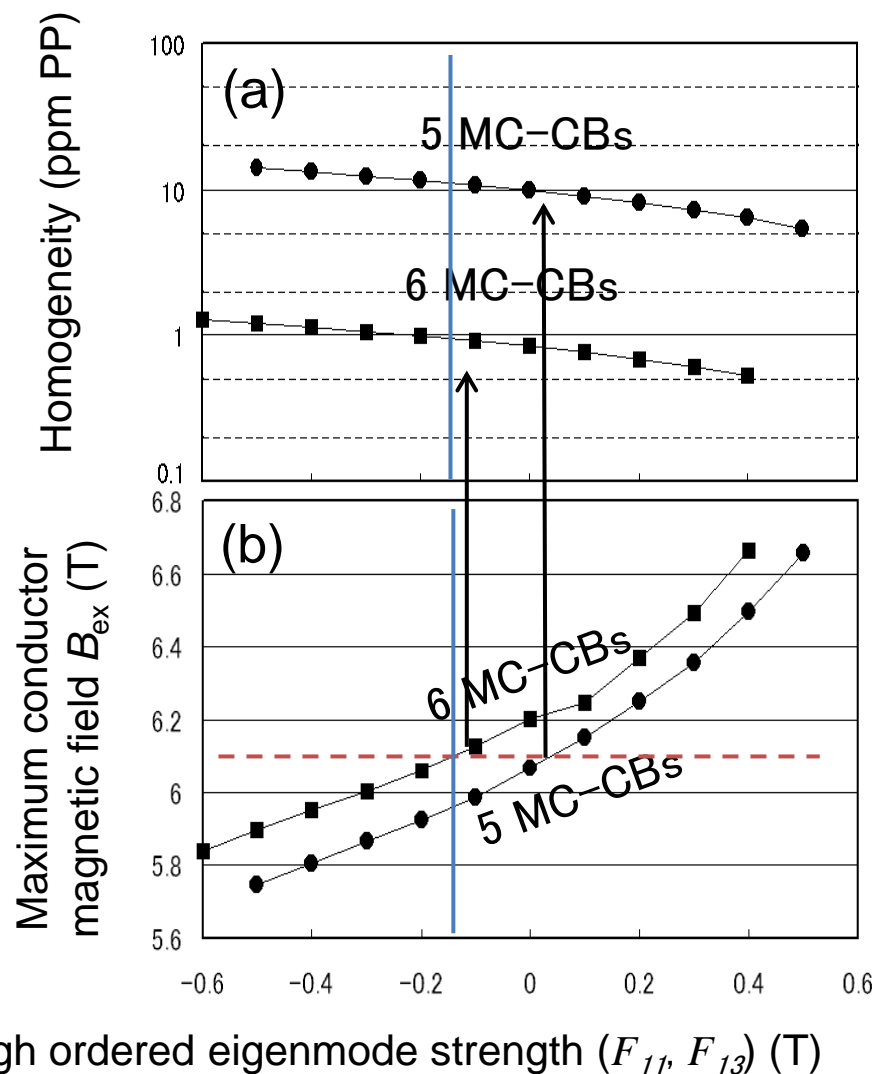 Homogeneity (ppm PP)
100
10
1
0.1
(a)
5 MC-CBs
6 MC-CBs
Maximum conductor
magnetic field Bex (T)
6.8
6.6
6.4
6.2
6
5.8
5.6
(b)
6 MC-CBs
5 MC-CBs
-0.6 -0.4 -0.2 0 0.2 0.4 0.6
gh ordered eigenmode strength (F11, F13) (T)